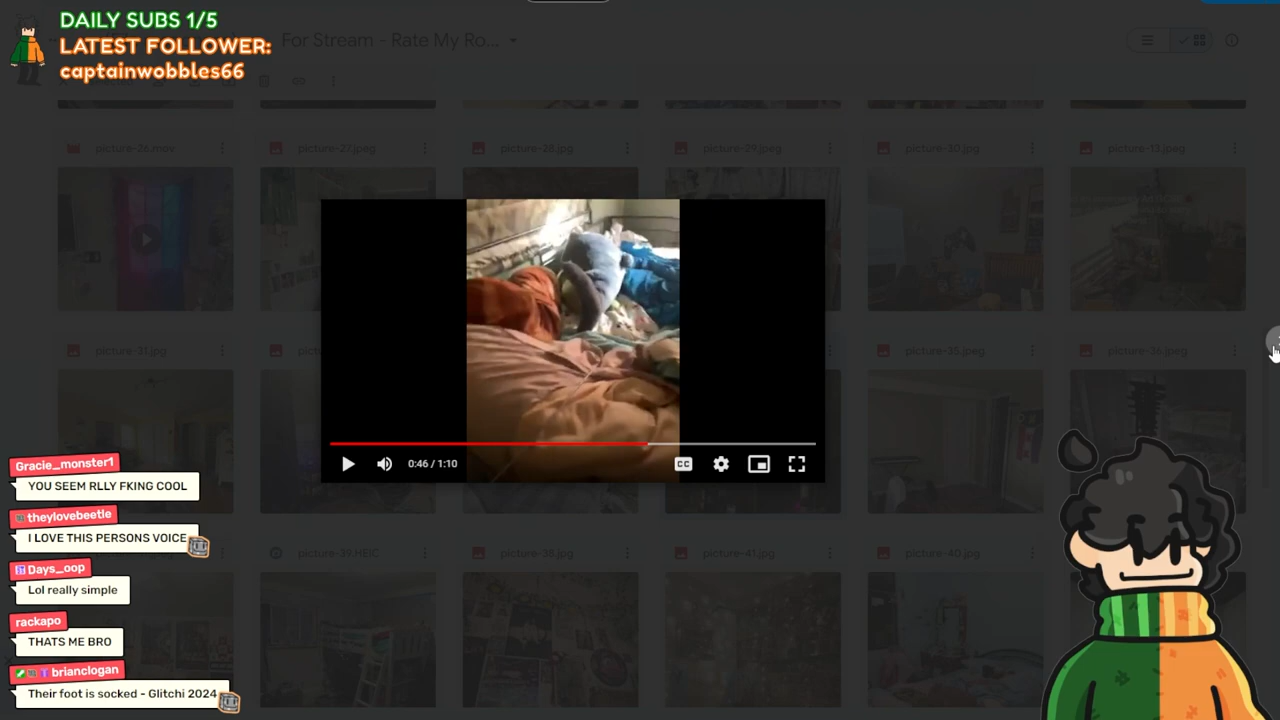 DAILY SUBS 1/5
LATEST FOLLOWER:
captainwobbles66
For Stream - Rate My Ro...
picture-26.mov
picture-27.jpeg
picture-28.jpg
picture-29.jpeg
picture-30.jpg
picture-13.jpeg
picture-31.jpg
pict
picture-35.jpeg
picture-36.jpeg
0:46 / 1:10
CC
Gracie_monster1
YOU SEEM RLLY FKING COOL
theylovebeetle
I LOVE THIS PERSONS VOICE
Days_oop
Lol really simple
picture-39.HEIC
picture-38.jpg
picture-41.jpg
picture-40.jpg
rackapo
THATS ME BRO
brianclogan
Their foot is socked - Glitchi 2024